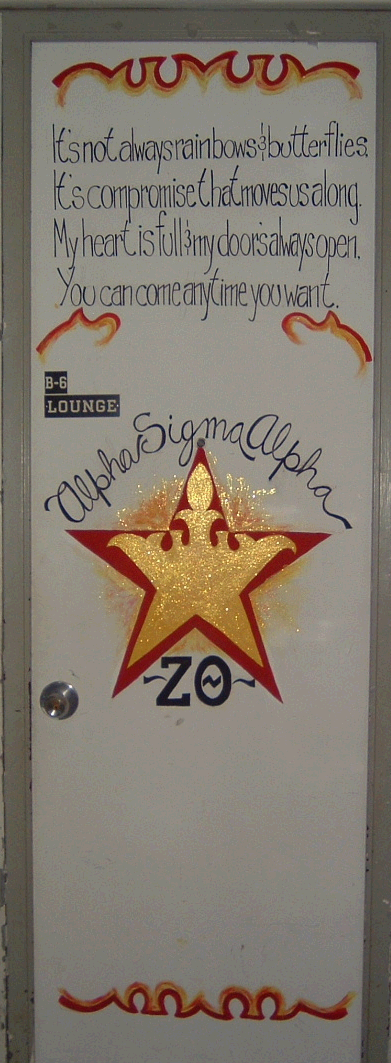 It's not always rainbows & butterflies.
It's compromise that moves us along.
My heart is full & my door's always open.
You can come anytime you want.
B-6
LOUNGE
Alpha Sigma Alpha
~ΖΘ~